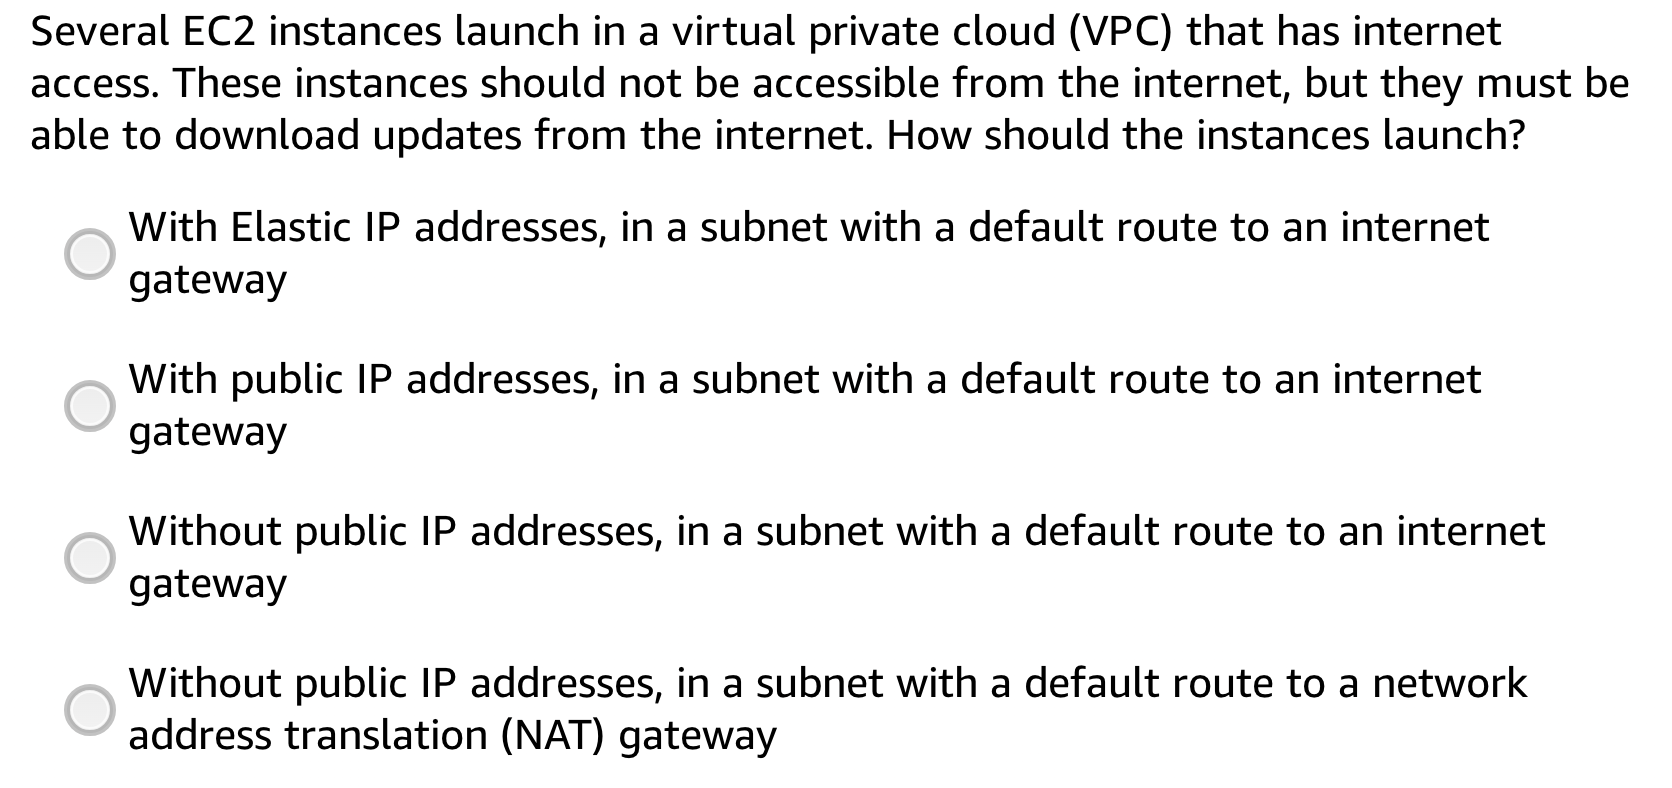 Several EC2 instances launch in a virtual private cloud (VPC) that has internet
access. These instances should not be accessible from the internet, but they must be
able to download updates from the internet. How should the instances launch?
With Elastic IP addresses, in a subnet with a default route to an internet
gateway
With public IP addresses, in a subnet with a default route to an internet
gateway
Without public IP addresses, in a subnet with a default route to an internet
gateway
Without public IP addresses, in a subnet with a default route to a network
address translation (NAT) gateway